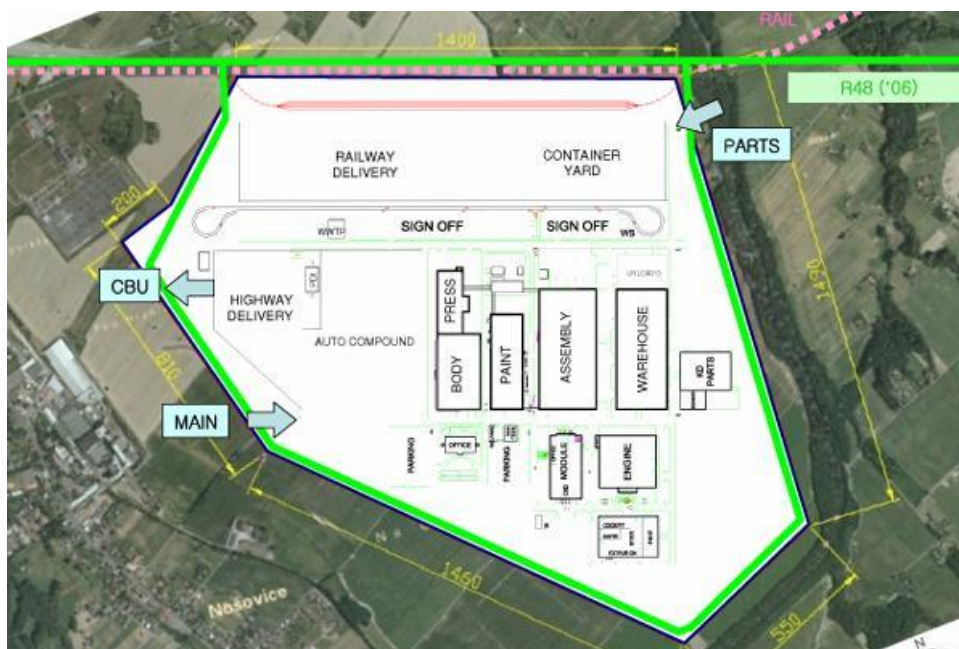 RAIL
1400
R48 ('06)
PARTS
RAILWAY
DELIVERY
CONTAINER
YARD
200
WWTP
SIGN OFF
SIGN OFF
WS
CBU
HIGHWAY
DELIVERY
PDI
AUTO COMPOUND
PRESS
BODY
PAINT
ASSEMBLY
WAREHOUSE
KD
PARTS
1490
810
MAIN
PARKING
OFFICE
PARKING
MODULE
ENGINE
COCKPIT
1460
Nošovice
550
N